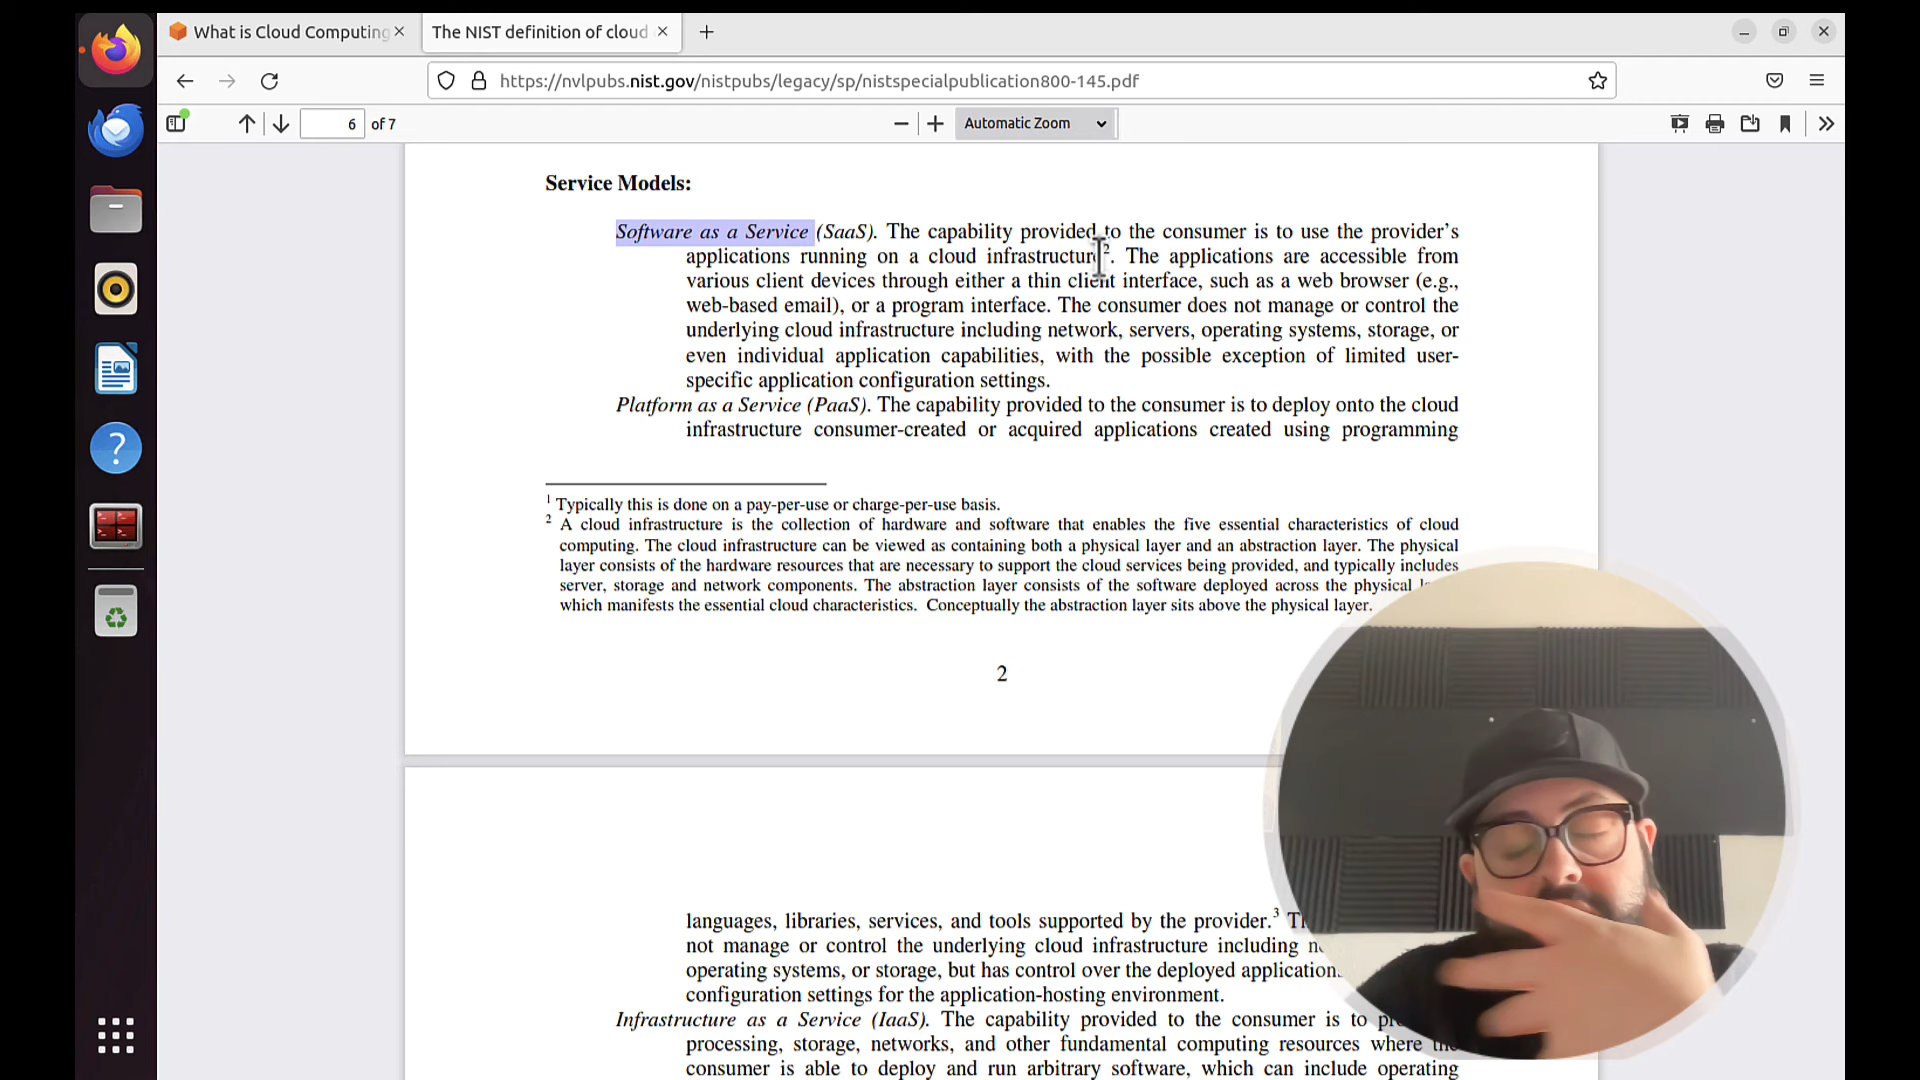 What is Cloud Computing
The NIST definition of cloud
https://nvlpubs.nist.gov/nistpubs/legacy/sp/nistspecialpublication800-145.pdf
6 of 7
Automatic Zoom
Service Models:
Software as a Service (SaaS). The capability provided to the consumer is to use the provider's
applications running on a cloud infrastructure2. The applications are accessible from
various client devices through either a thin client interface, such as a web browser (e.g.,
web-based email), or a program interface. The consumer does not manage or control the
underlying cloud infrastructure including network, servers, operating systems, storage, or
even individual application capabilities, with the possible exception of limited user-
specific application configuration settings.
Platform as a Service (PaaS). The capability provided to the consumer is to deploy onto the cloud
infrastructure consumer-created or acquired applications created using programming
1 Typically this is done on a pay-per-use or charge-per-use basis.
2 A cloud infrastructure is the collection of hardware and software that enables the five essential characteristics of cloud
computing. The cloud infrastructure can be viewed as containing both a physical layer and an abstraction layer. The physical
layer consists of the hardware resources that are necessary to support the cloud services being provided, and typically includes
server, storage and network components. The abstraction layer consists of the software deployed across the physical
which manifests the essential cloud characteristics. Conceptually the abstraction layer sits above the physical layer.
2
languages, libraries, services, and tools supported by the provider.3
not manage or control the underlying cloud infrastructure including
operating systems, or storage, but has control over the deployed applications
configuration settings for the application-hosting environment.
Infrastructure as a Service (IaaS). The capability provided to the consumer is to
processing, storage, networks, and other fundamental computing resources where
consumer is able to deploy and run arbitrary software, which can include operating